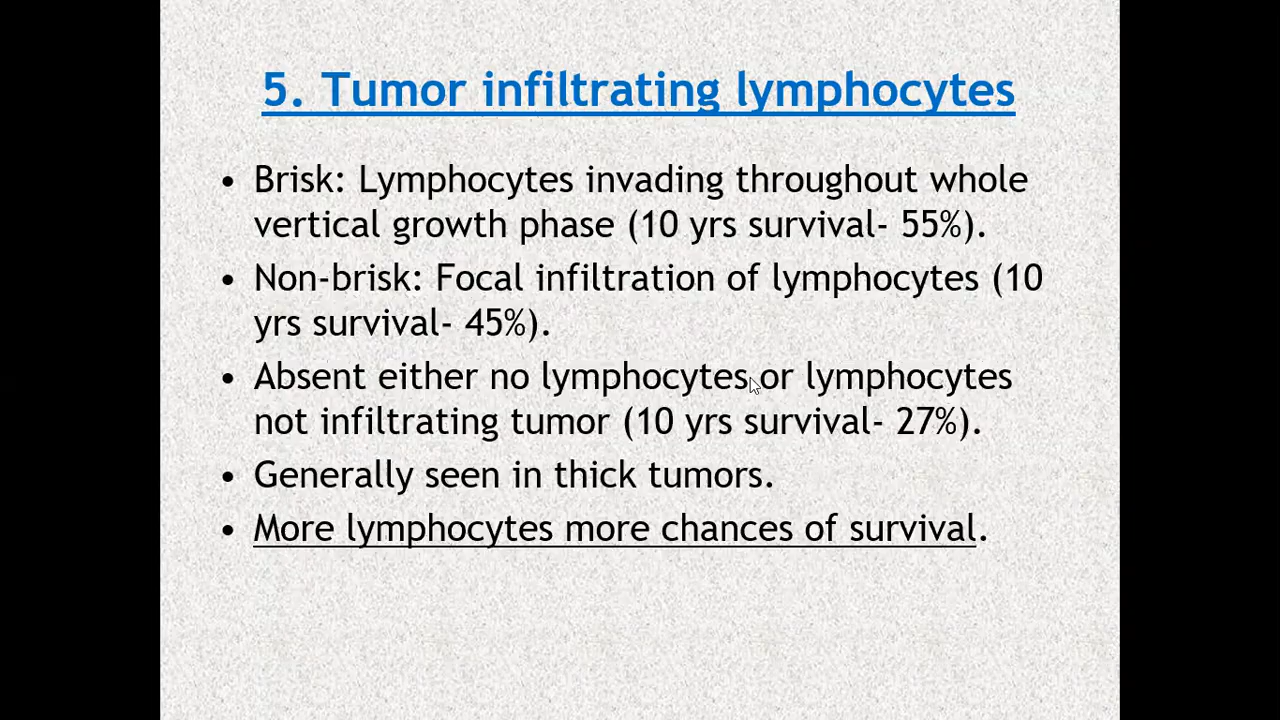 5. Tumor infiltrating lymphocytes
• Brisk: Lymphocytes invading throughout whole
vertical growth phase (10 yrs survival- 55%).
• Non-brisk: Focal infiltration of lymphocytes (10
yrs survival- 45%).
• Absent either no lymphocytes or lymphocytes
not infiltrating tumor (10 yrs survival- 27%).
• Generally seen in thick tumors.
• More lymphocytes more chances of survival.